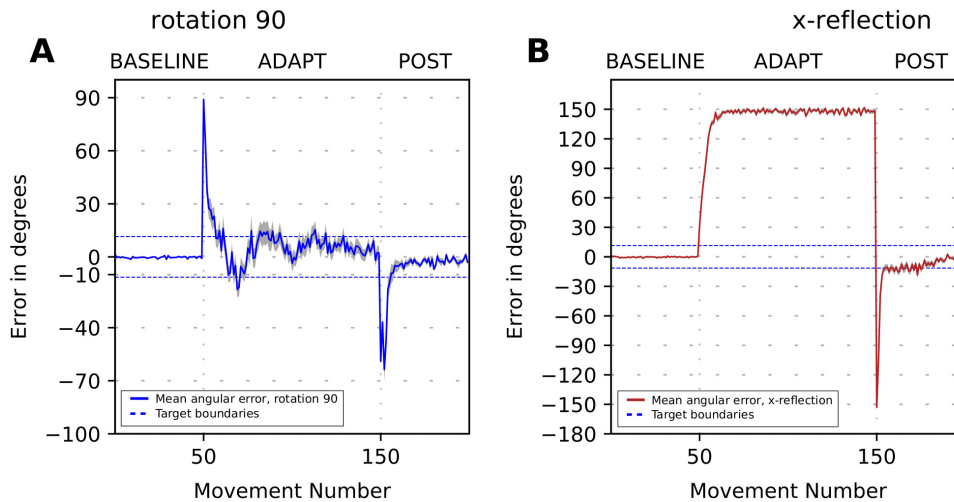 rotation 90
x-reflection
A
B
BASELINE ADAPT POST
BASELINE ADAPT POST
90
60
30
0
−10
−40
−70
−100
Error in degrees
50 150
Movement Number
Mean angular error, rotation 90
Target boundaries
150
120
90
60
30
0
−30
−60
−90
−120
−150
−180
Error in degrees
50 150
Movement Number
Mean angular error, x-reflection
Target boundaries